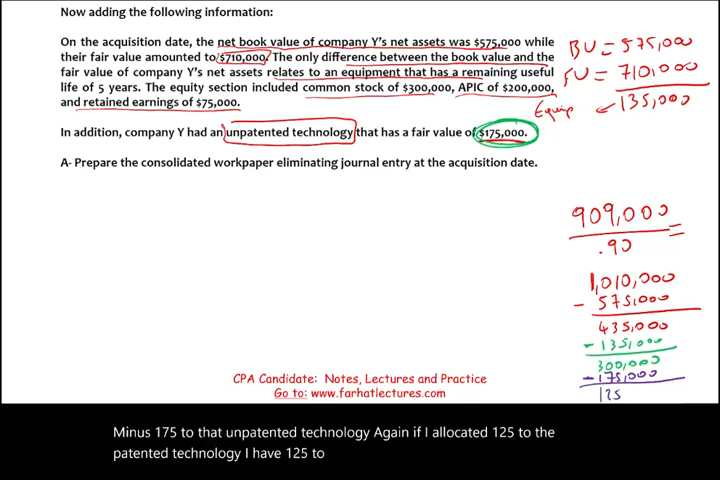 Now adding the following information:
On the acquisition date, the net book value of company Y's net assets was $575,000 while
their fair value amounted to $710,000. The only difference between the book value and the
fair value of company Y's net assets relates to an equipment that has a remaining useful
life of 5 years. The equity section included common stock of $300,000, APIC of $200,000,
and retained earnings of $75,000.
In addition, company Y had an unpatented technology that has a fair value of $175,000.
A- Prepare the consolidated workpaper eliminating journal entry at the acquisition date.
BV = 575,000
FV = 710,000
Equip ← 135,000
909,000
.90 =
1,010,000
- 575,000
435,000
- 135,000
300,000
- 175,000
125
CPA Candidate: Notes, Lectures and Practice
Go to: www.farhatlectures.com
Minus 175 to that unpatented technology Again if I allocated 125 to the
patented technology I have 125 to